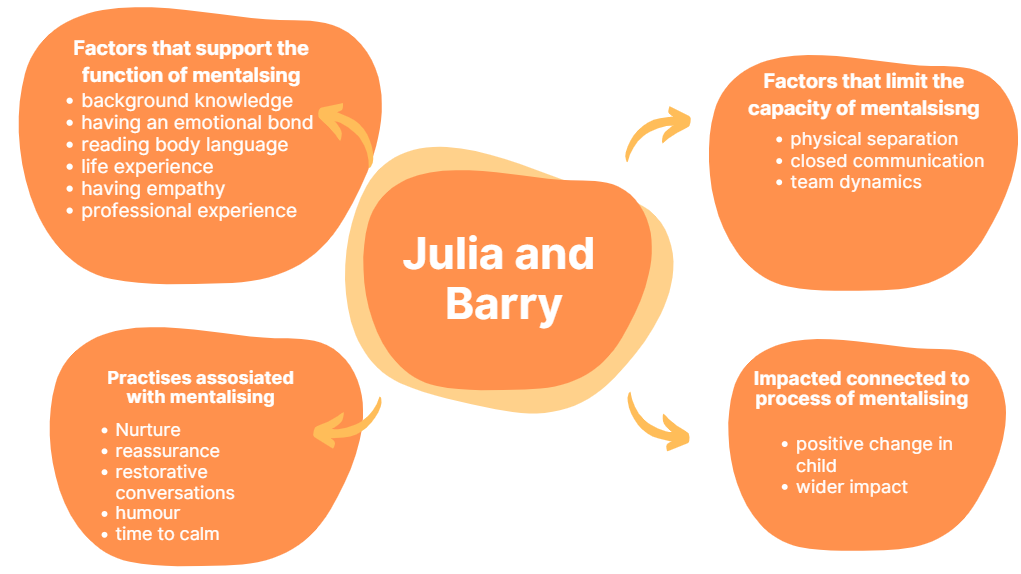 Factors that support the
function of mentalsing
• background knowledge
• having an emotional bond
• reading body language
• life experience
• having empathy
• professional experience
Factors that limit the
capacity of mentalsisng
• physical separation
• closed communication
• team dynamics
Julia and
Barry
Practises assosiated
with mentalising
• Nurture
• reassurance
• restorative
conversations
• humour
• time to calm
Impacted connected to
process of mentalising
• positive change in
child
• wider impact